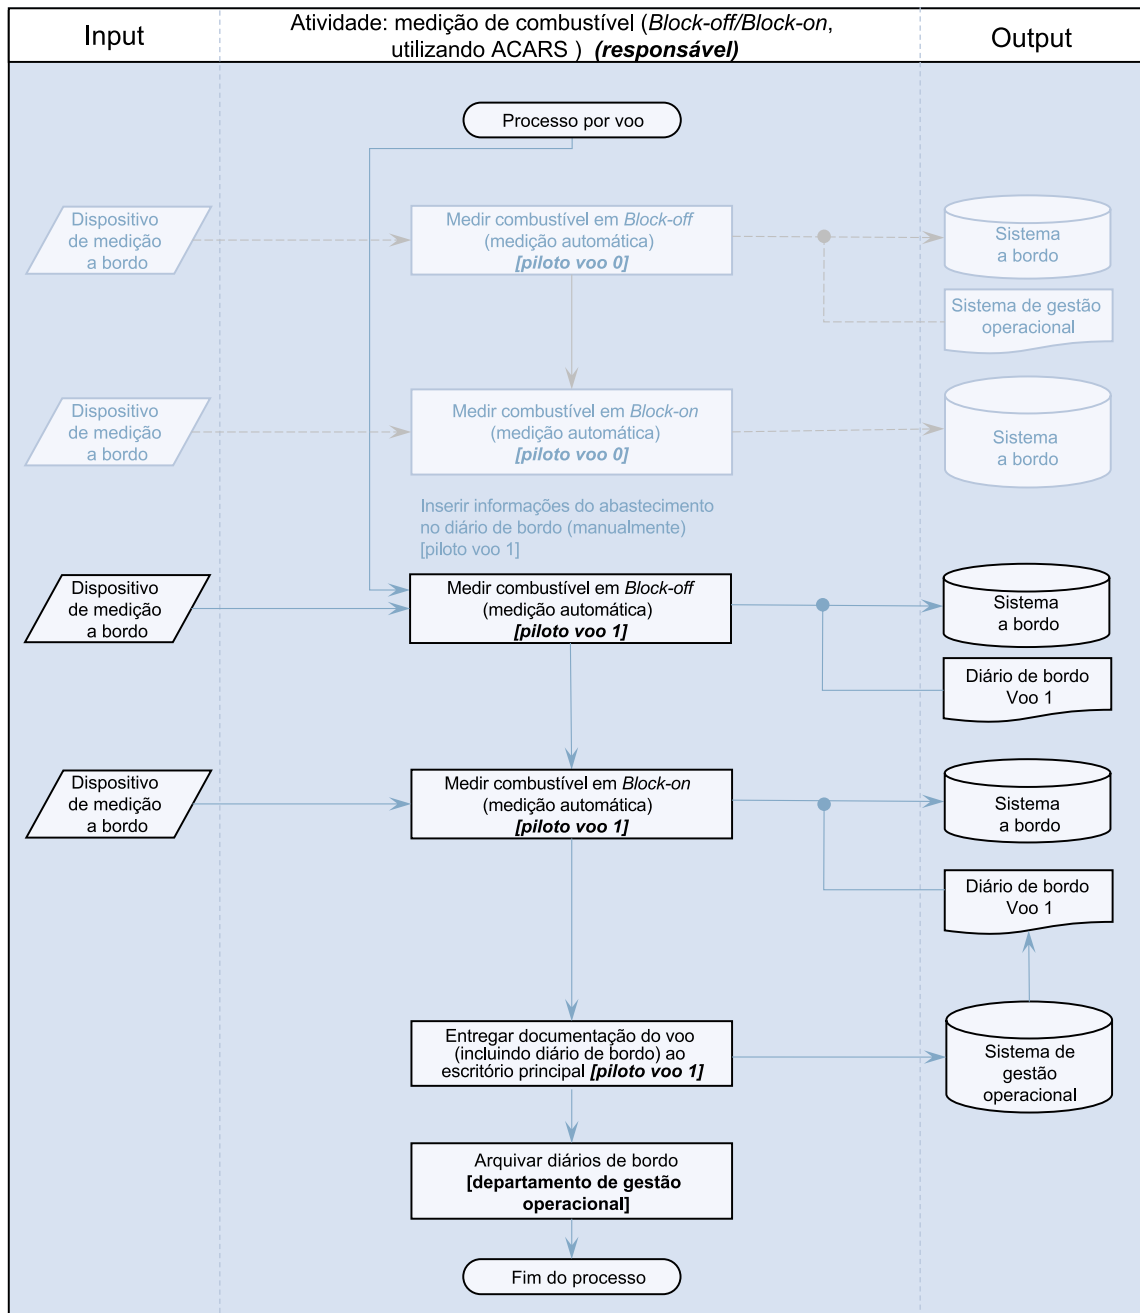 Input
Atividade: medição de combustível (Block-off/Block-on,
utilizando ACARS ) (responsável)
Output
Processo por voo
Dispositivo
de medição
a bordo
Medir combustível em Block-off
(medição automática)
[piloto voo 0]
Sistema
a bordo
Sistema de gestão
operacional
Dispositivo
de medição
a bordo
Medir combustível em Block-on
(medição automática)
[piloto voo 0]
Sistema
a bordo
Inserir informações do abastecimento
no diário de bordo (manualmente)
[piloto voo 1]
Dispositivo
de medição
a bordo
Medir combustível em Block-off
(medição automática)
[piloto voo 1]
Sistema
a bordo
Diário de bordo
Voo 1
Dispositivo
de medição
a bordo
Medir combustível em Block-on
(medição automática)
[piloto voo 1]
Sistema
a bordo
Diário de bordo
Voo 1
Entregar documentação do voo
(incluindo diário de bordo) ao
escritório principal [piloto voo 1]
Sistema de
gestão
operacional
Arquivar diários de bordo
[departamento de gestão
operacional]
Fim do processo